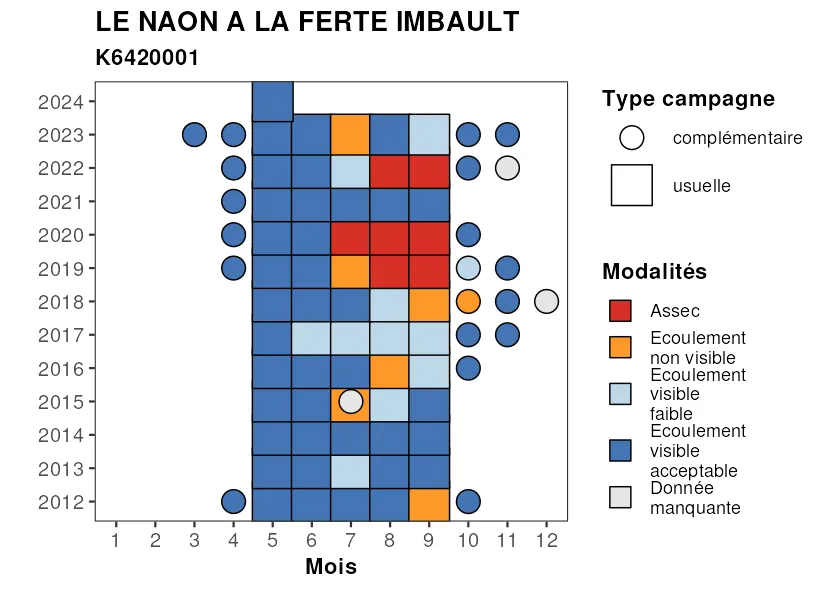 LE NAON A LA FERTE IMBAULT
K6420001
2024
2023
2022
2021
2020
2019
2018
2017
2016
2015
2014
2013
2012
1 2 3 4 5 6 7 8 9 10 11 12
Mois
Type campagne
complémentaire
usuelle
Modalités
Assec
Ecoulement
non visible
Ecoulement
visible
faible
Ecoulement
visible
acceptable
Donnée
manquante